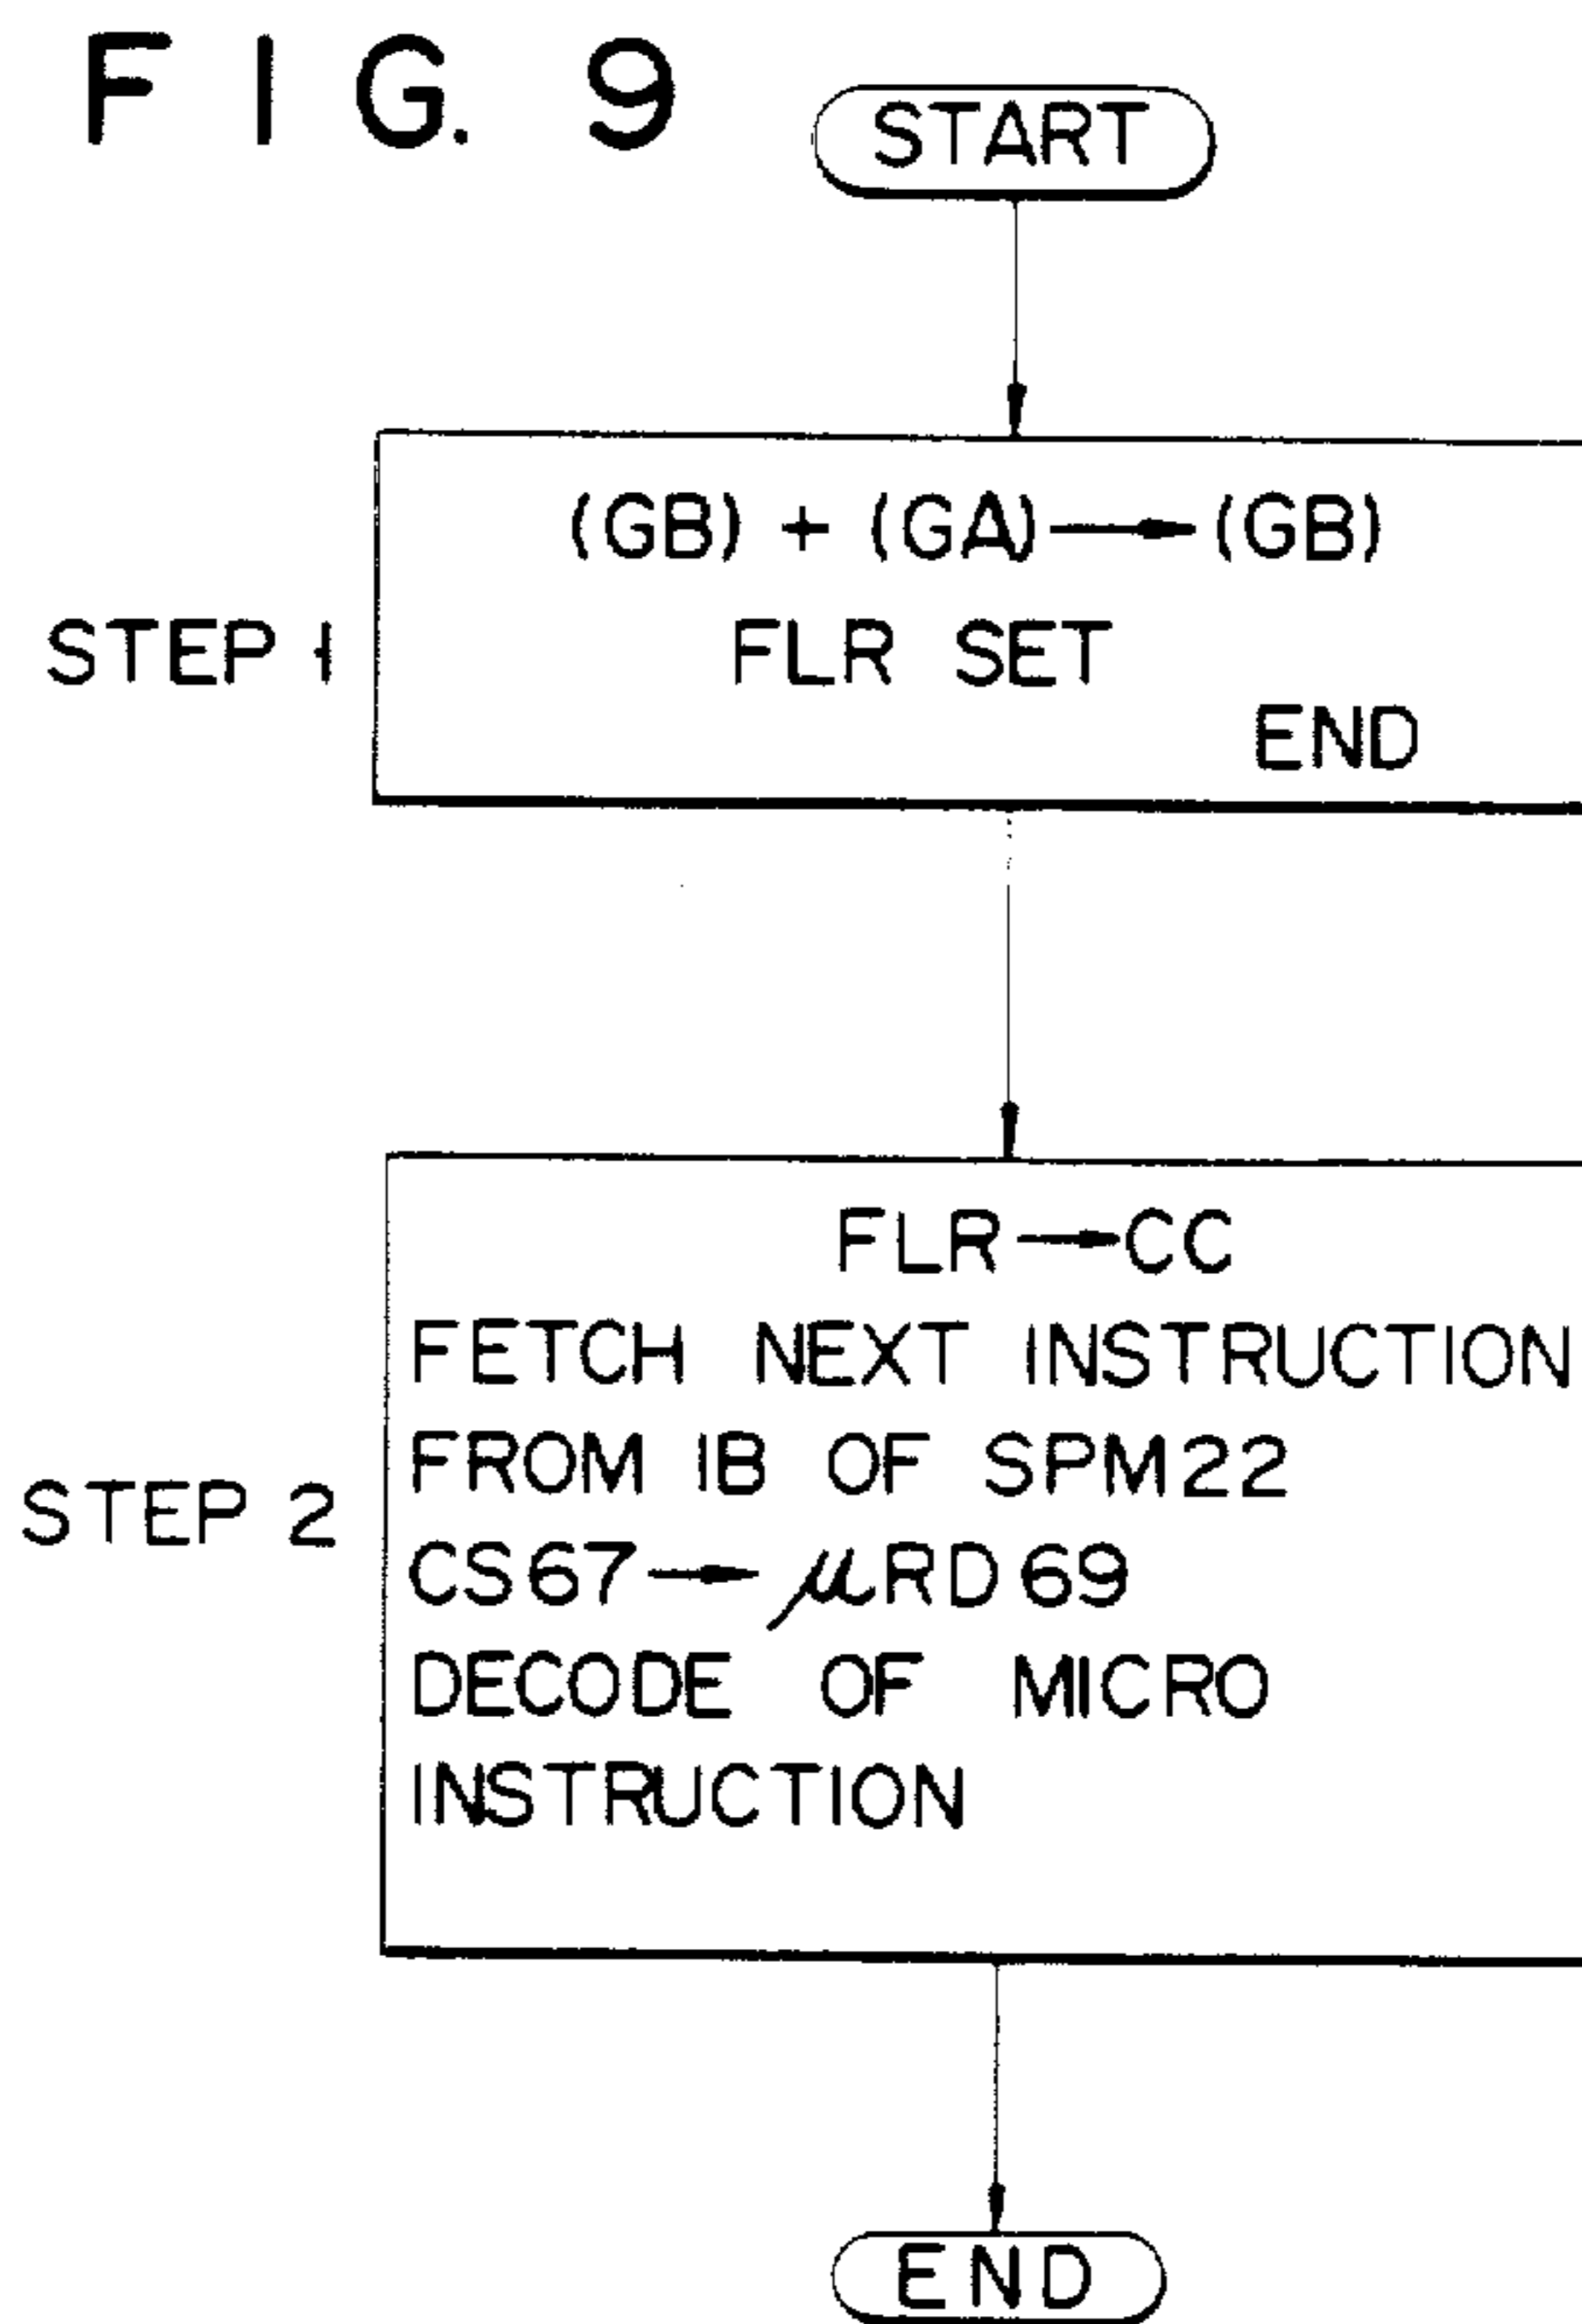 FIG. 9
START
(GB) + (GA) → (GB)
STEP 1
FLR SET
END
FLR → CC
FETCH NEXT INSTRUCTION
FROM IB OF SPM22
STEP 2
CS67 → μRD69
DECODE OF MICRO
INSTRUCTION
END